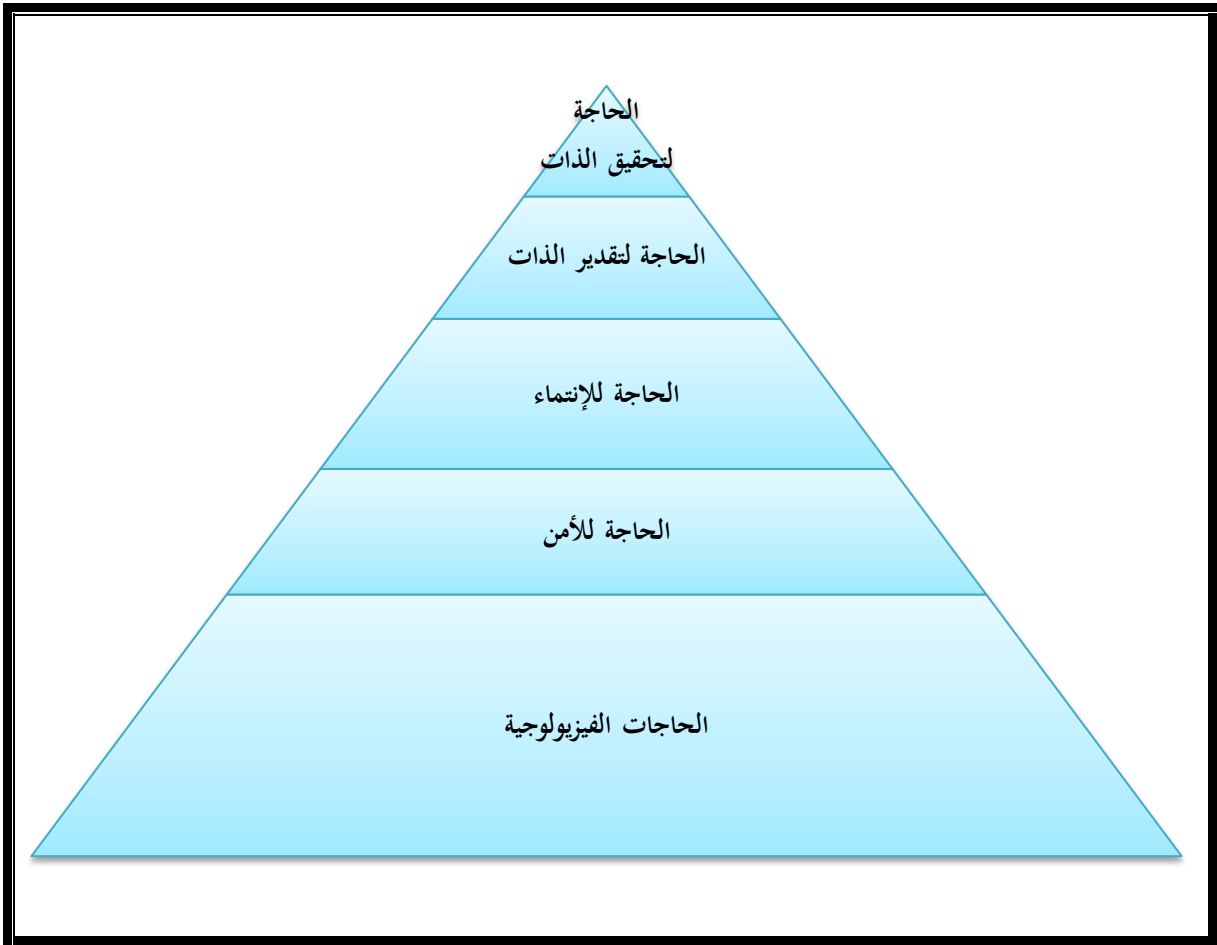 الحاجة
لتحقيق الذات
الحاجة لتقدير الذات
الحاجة للإنتماء
الحاجة للأمن
الحاجات الفيزيولوجية